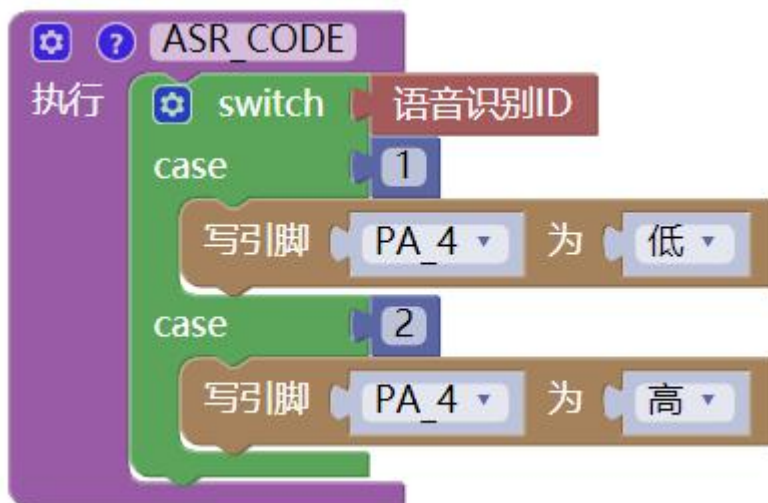 ASR_CODE
执行 switch 语音识别ID
case 1
写引脚 PA_4 为 低
case 2
写引脚 PA_4 为 高